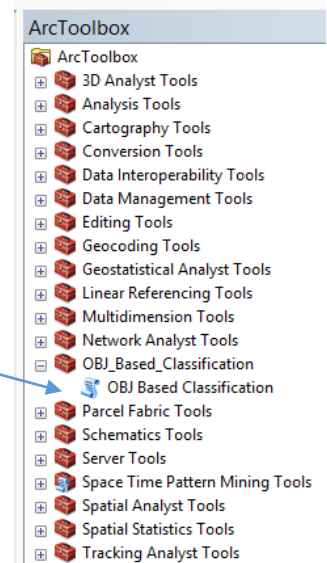 ArcToolbox
ArcToolbox
3D Analyst Tools
Analysis Tools
Cartography Tools
Conversion Tools
Data Interoperability Tools
Data Management Tools
Editing Tools
Geocoding Tools
Geostatistical Analyst Tools
Linear Referencing Tools
Multidimension Tools
Network Analyst Tools
OBJ_Based_Classification
OBJ Based Classification
Parcel Fabric Tools
Schematics Tools
Server Tools
Space Time Pattern Mining Tools
Spatial Analyst Tools
Spatial Statistics Tools
Tracking Analyst Tools